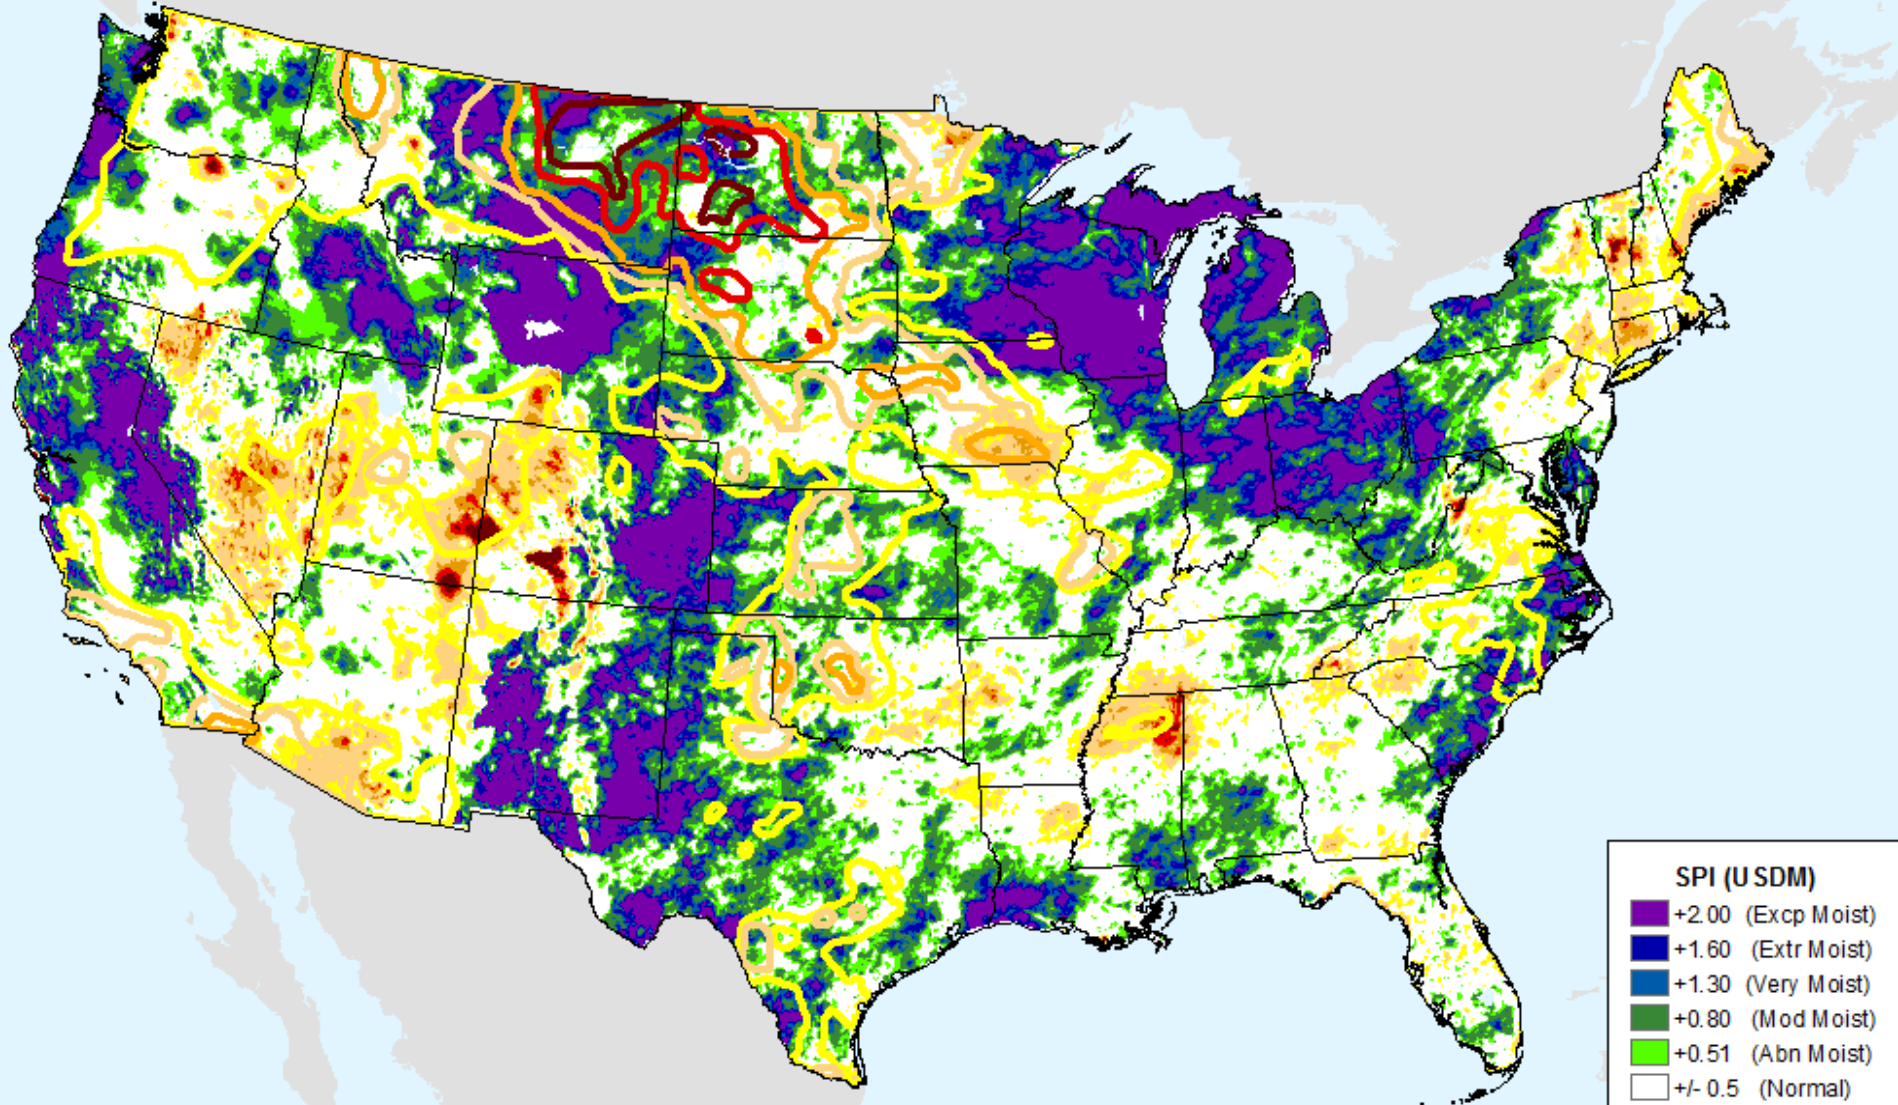 SPI (USDM)
+2.00 (Excp Moist)
+1.60 (Extr Moist)
+1.30 (Very Moist)
+0.80 (Mod Moist)
+0.51 (Abn Moist)
+/- 0.5 (Normal)